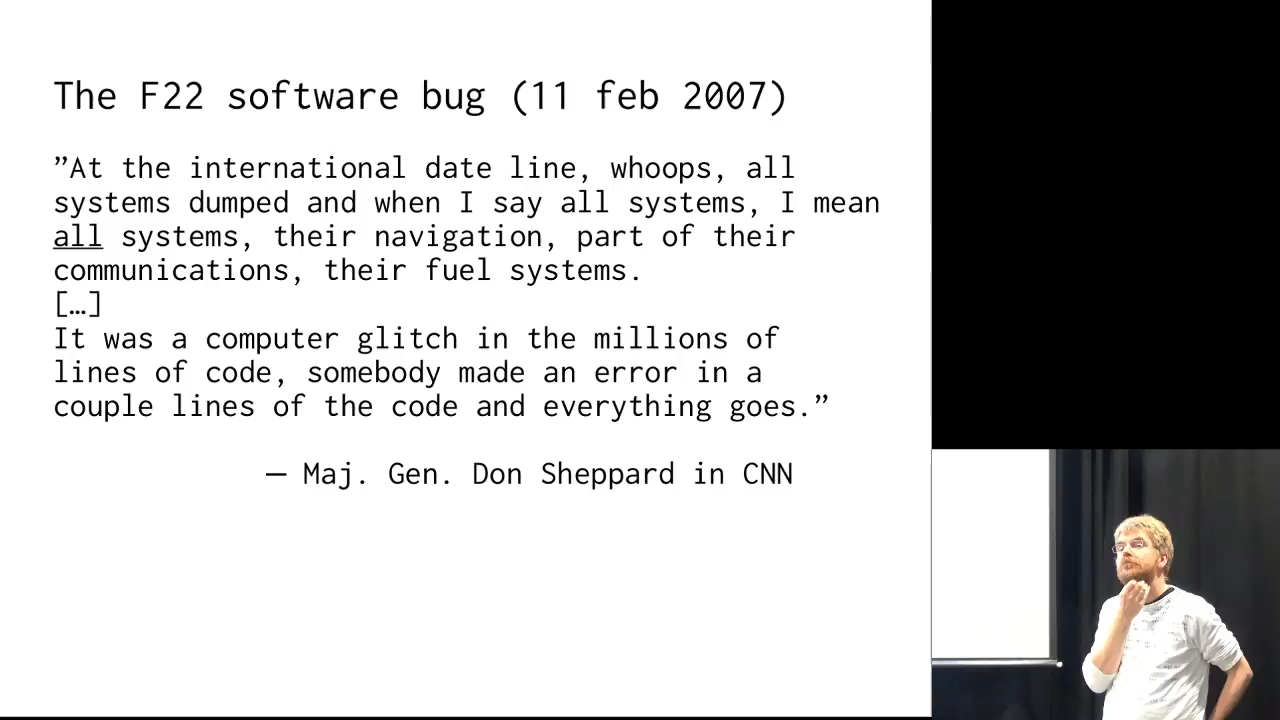 The F22 software bug (11 feb 2007)
”At the international date line, whoops, all
systems dumped and when I say all systems, I mean
all systems, their navigation, part of their
communications, their fuel systems.
[…]
It was a computer glitch in the millions of
lines of code, somebody made an error in a
couple lines of the code and everything goes.”
— Maj. Gen. Don Sheppard in CNN